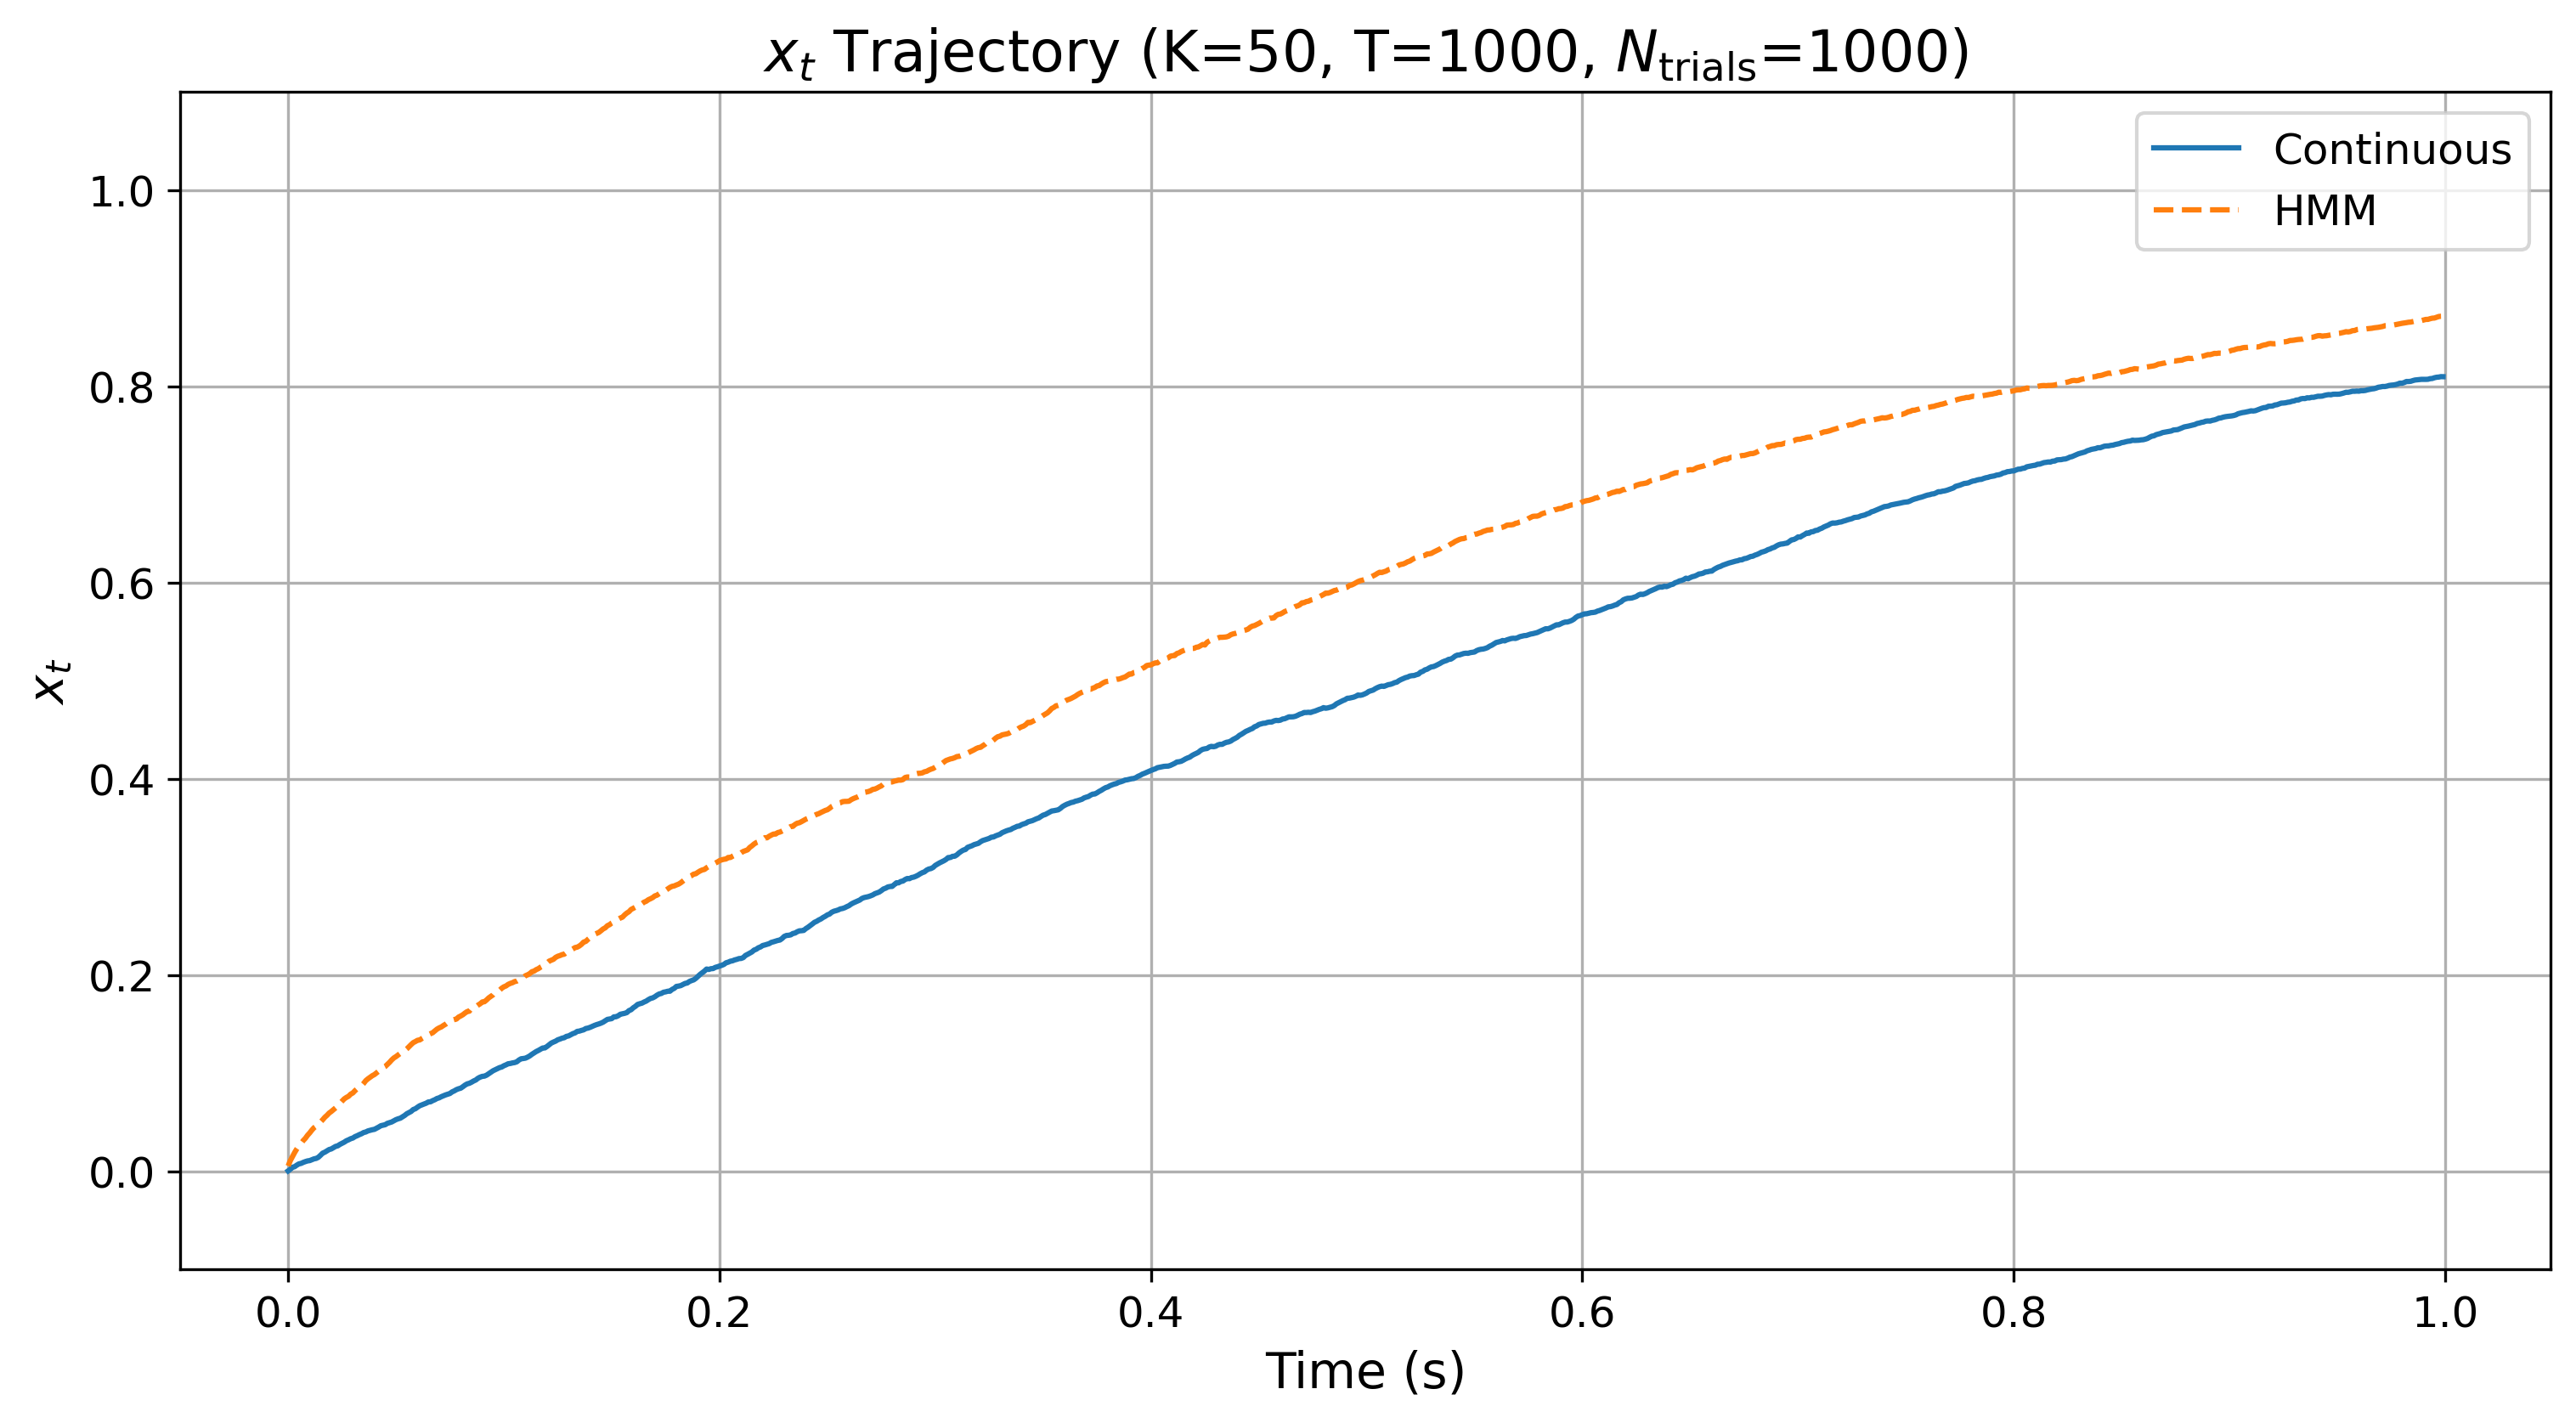 x_t Trajectory (K=50, T=1000, N_trials=1000)
Continuous
HMM
1.0
0.8
0.6
0.4
0.2
0.0
x_t
0.0 0.2 0.4 0.6 0.8 1.0
Time (s)